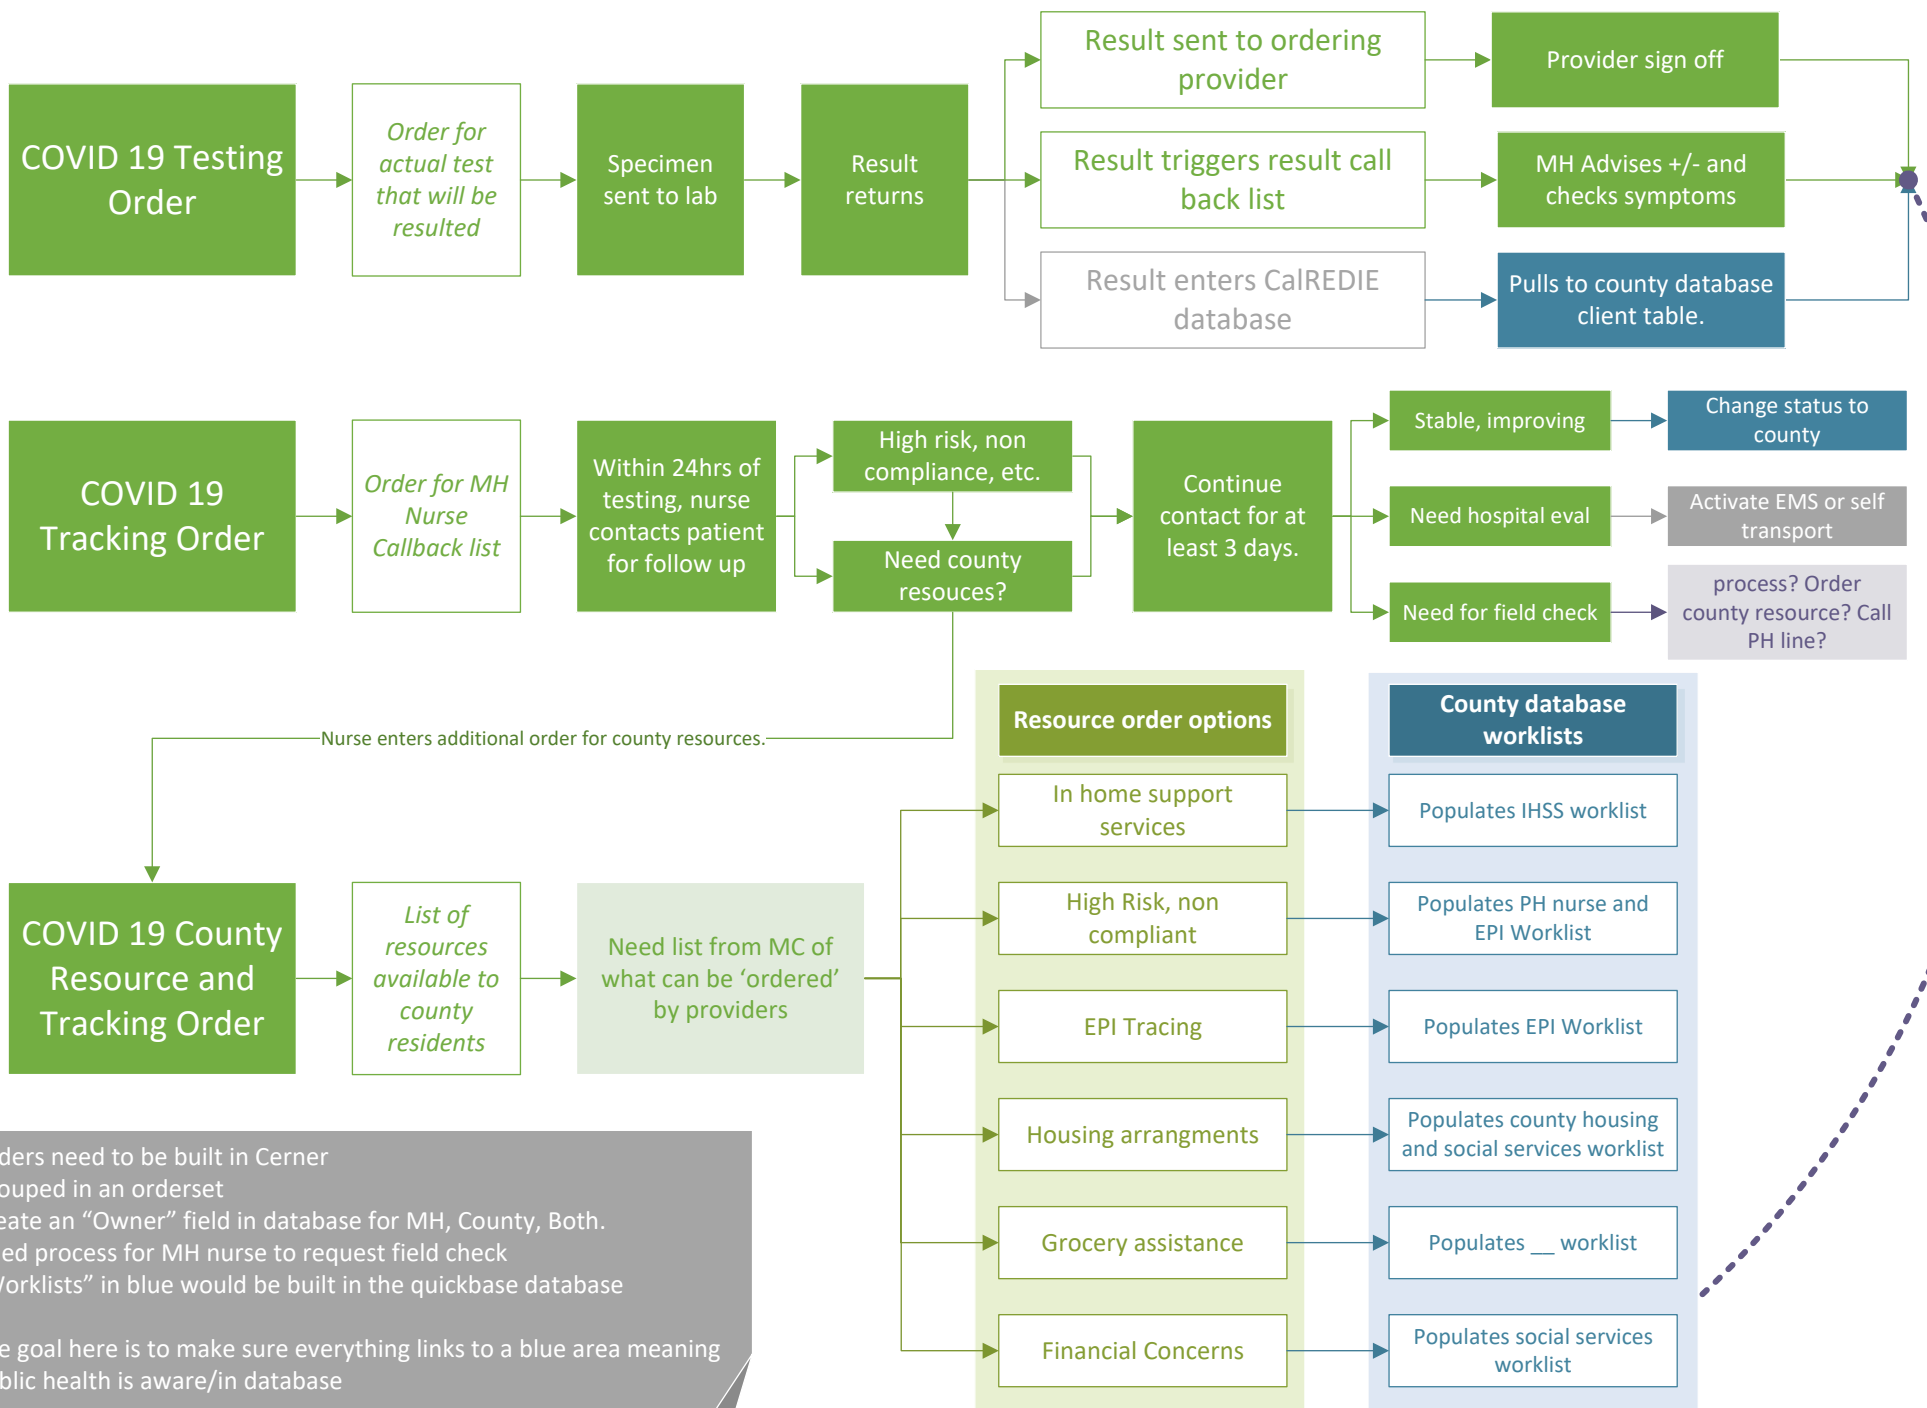 COVID 19 Testing
Order
Order for
actual test
that will be
resulted
Specimen
sent to lab
Result
returns
Result sent to ordering
provider
Provider sign off
Result triggers result call
back list
MH Advises +/- and
checks symptoms
Result enters CalREDIE
database
Pulls to county database
client table.
COVID 19
Tracking Order
Order for MH
Nurse
Callback list
Within 24hrs of
testing, nurse
contacts patient
for follow up
High risk, non
compliance, etc.
Need county
resouces?
Continue
contact for at
least 3 days.
Stable, improving
Change status to
county
Need hospital eval
Activate EMS or self
transport
Need for field check
process? Order
county resource? Call
PH line?
Nurse enters additional order for county resources.
COVID 19 County
Resource and
Tracking Order
List of
resources
available to
county
residents
Need list from MC of
what can be ‘ordered’
by providers
Resource order options
County database
worklists
In home support
services
Populates IHSS worklist
High Risk, non
compliant
Populates PH nurse and
EPI Worklist
EPI Tracing
Populates EPI Worklist
Housing arrangments
Populates county housing
and social services worklist
Grocery assistance
Populates __ worklist
Financial Concerns
Populates social services
worklist
ders need to be built in Cerner
ouped in an orderset
eate an “Owner” field in database for MH, County, Both.
ed process for MH nurse to request field check
orklists” in blue would be built in the quickbase database
e goal here is to make sure everything links to a blue area meaning
blic health is aware/in database